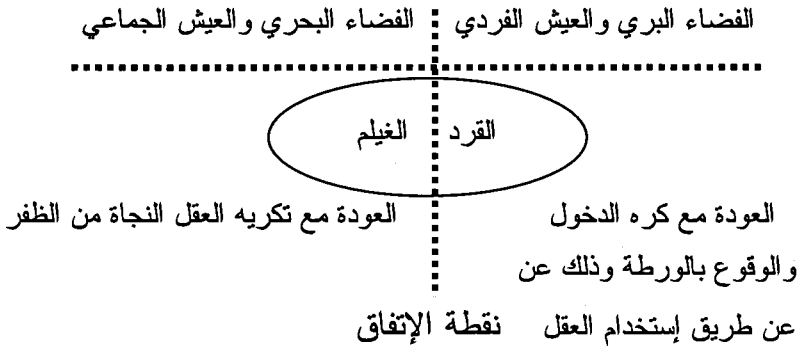 الفضاء البري والعيش الفردي الفضاء البحري والعيش الجماعي
القرد الغيلم
العودة مع كره الدخول العودة مع تكريه العقل النجاة من الظفر
والوقوع بالورطة وذلك عن
عن طريق إستخدام العقل نقطة الإتفاق